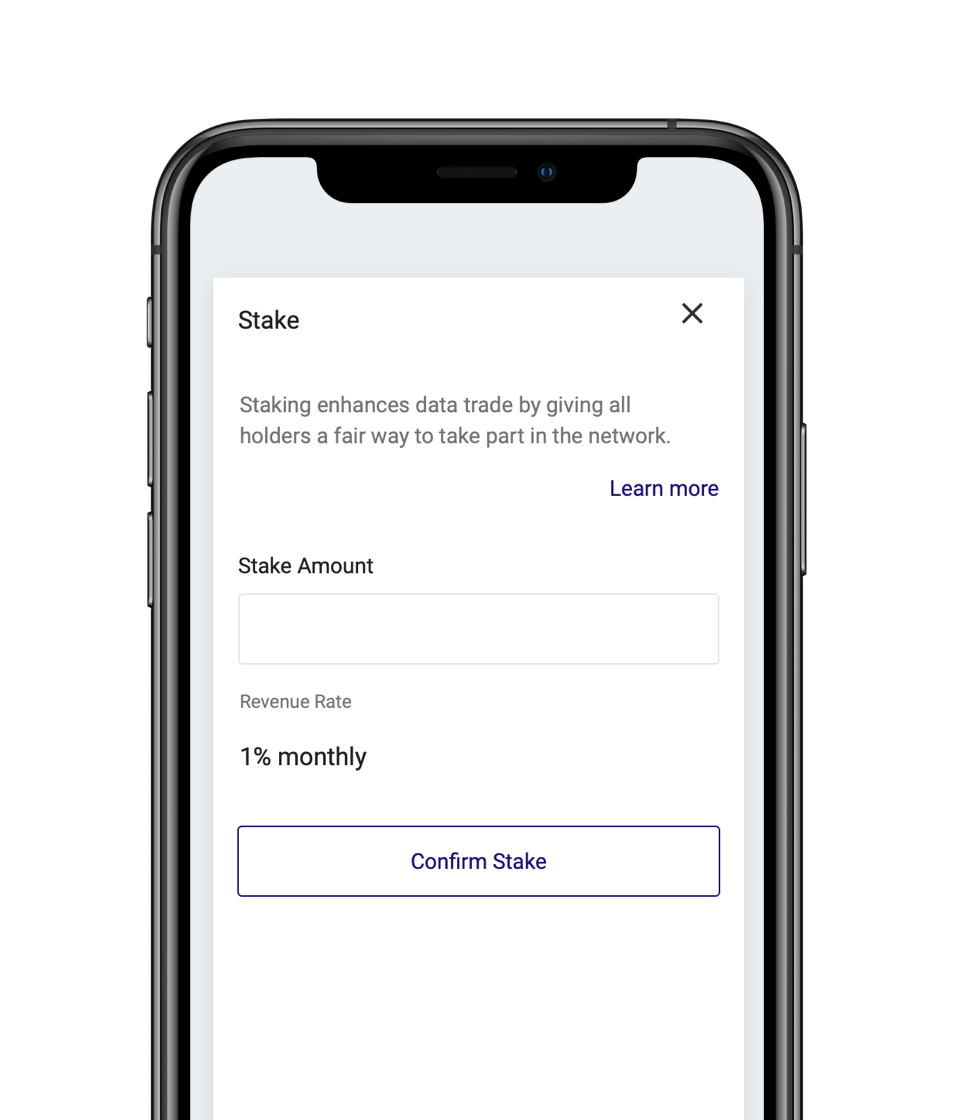 Stake
Staking enhances data trade by giving all
holders a fair way to take part in the network.
Learn more
Stake Amount
Revenue Rate
1% monthly
Confirm Stake